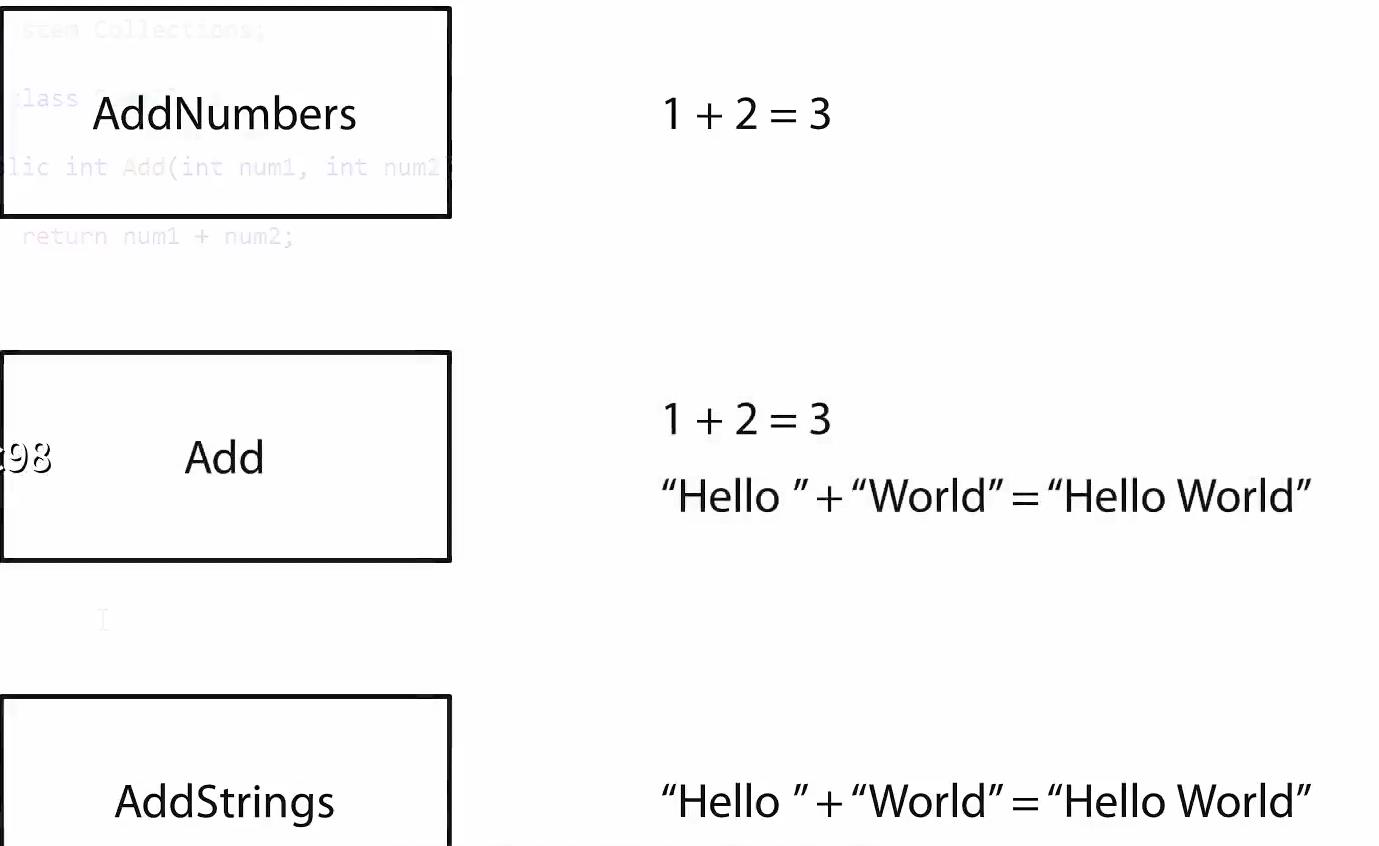 stem Collections;
class
AddNumbers
1 + 2 = 3
lic int Add(int num1, int num2)
return num1 + num2;
1 + 2 = 3
98
Add
“Hello ” + “World” = “Hello World”
AddStrings
“Hello ” + “World” = “Hello World”